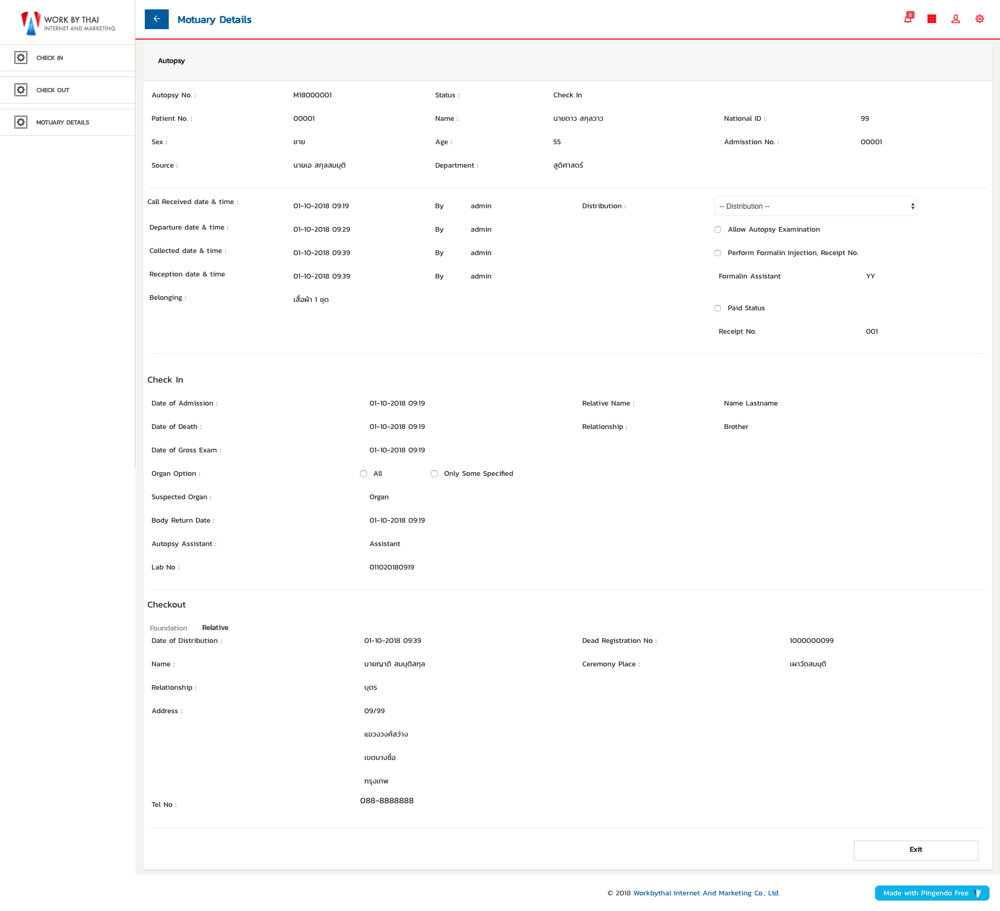 WORK BY THAI
INTERNET AND MARKETING
CHECK IN
CHECK OUT
MOTUARY DETAILS
Motuary Details
6
Autopsy
Autopsy No. : M18000001 Status : Check In
Patient No. : 00001 Name : นายดาว สกุลวาว National ID : 99
Sex : ชาย Age : 55 Admisstion No. : 00001
Source : นายเอ สกุลสมมุติ Department : สูติศาสตร์
Call Received date & time : 01-10-2018 09:19 By admin Distribution : -- Distribution --
Departure date & time : 01-10-2018 09:29 By admin Allow Autopsy Examination
Collected date & time : 01-10-2018 09:39 By admin Perform Formalin Injection, Receipt No.
Reception date & time 01-10-2018 09:39 By admin Formalin Assistant YY
Belonging : เสื้อผ้า 1 ชุด
Paid Status
Receipt No. 001
Check In
Date of Admission : 01-10-2018 09:19 Relative Name : Name Lastname
Date of Death : 01-10-2018 09:19 Relationship : Brother
Date of Gross Exam : 01-10-2018 09:19
Organ Option : All Only Some Specified
Suspected Organ : Organ
Body Return Date : 01-10-2018 09:19
Autopsy Assistant : Assistant
Lab No : 011020180919
Checkout
Foundation Relative
Date of Distribution : 01-10-2018 09:39 Dead Registration No : 1000000099
Name : นายญาติ สมมุติสกุล Ceremony Place : เผาวัดสมมุติ
Relationship : บุตร
Address : 09/99
แขวงวงศ์สว่าง
เขตบางซื่อ
กรุงเทพ
Tel No : 088-8888888
Exit
© 2018 Workbythai Internet And Marketing Co., Ltd.
Made with Pingendo Free